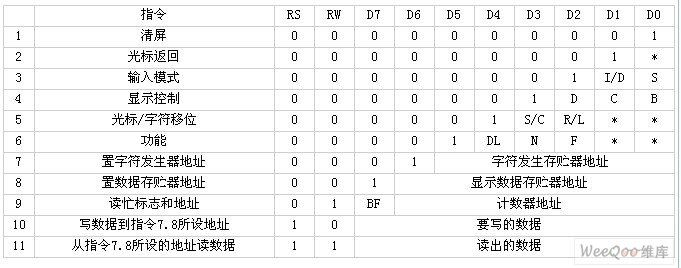 指令 RS RW D7 D6 D5 D4 D3 D2 D1 D0
1 清屏 0 0 0 0 0 0 0 0 0 1
2 光标返回 0 0 0 0 0 0 0 0 1 *
3 输入模式 0 0 0 0 0 0 0 1 I/D S
4 显示控制 0 0 0 0 0 0 1 D C B
5 光标/字符移位 0 0 0 0 0 1 S/C R/L * *
6 功能 0 0 0 0 1 DL N F * *
7 置字符发生器地址 0 0 0 1 字符发生存贮器地址
8 置数据存贮器地址 0 0 1 显示数据存贮器地址
9 读忙标志和地址 0 1 BF 计数器地址
10 写数据到指令7.8所设地址 1 0 要写的数据
11 从指令7.8所设的地址读数据 1 1 读出的数据
WeeQoo维库